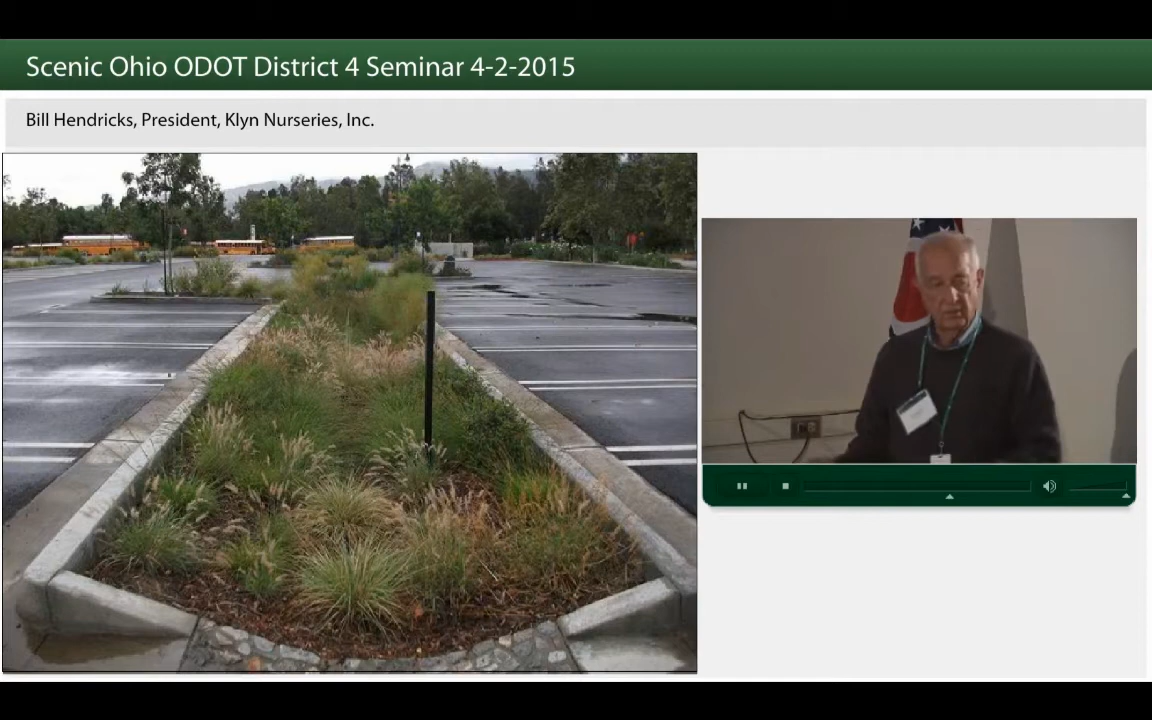 Scenic Ohio ODOT District 4 Seminar 4-2-2015
Bill Hendricks, President, Klyn Nurseries, Inc.